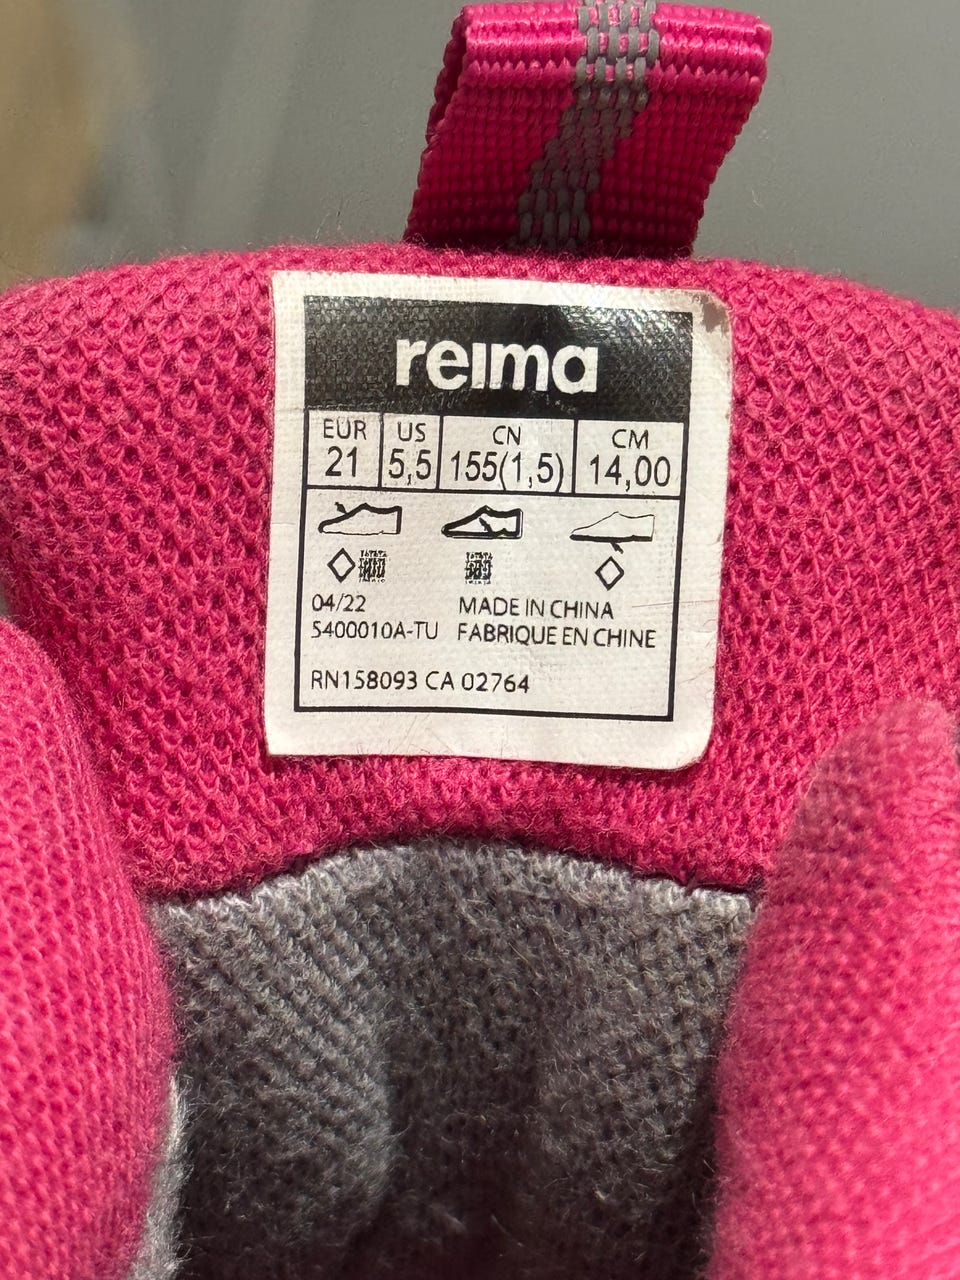 reima
EUR US CN CM
21 5,5 155(1,5) 14,00
04/22 MADE IN CHINA
5400010A-TU FABRIQUE EN CHINE
RN158093 CA 02764